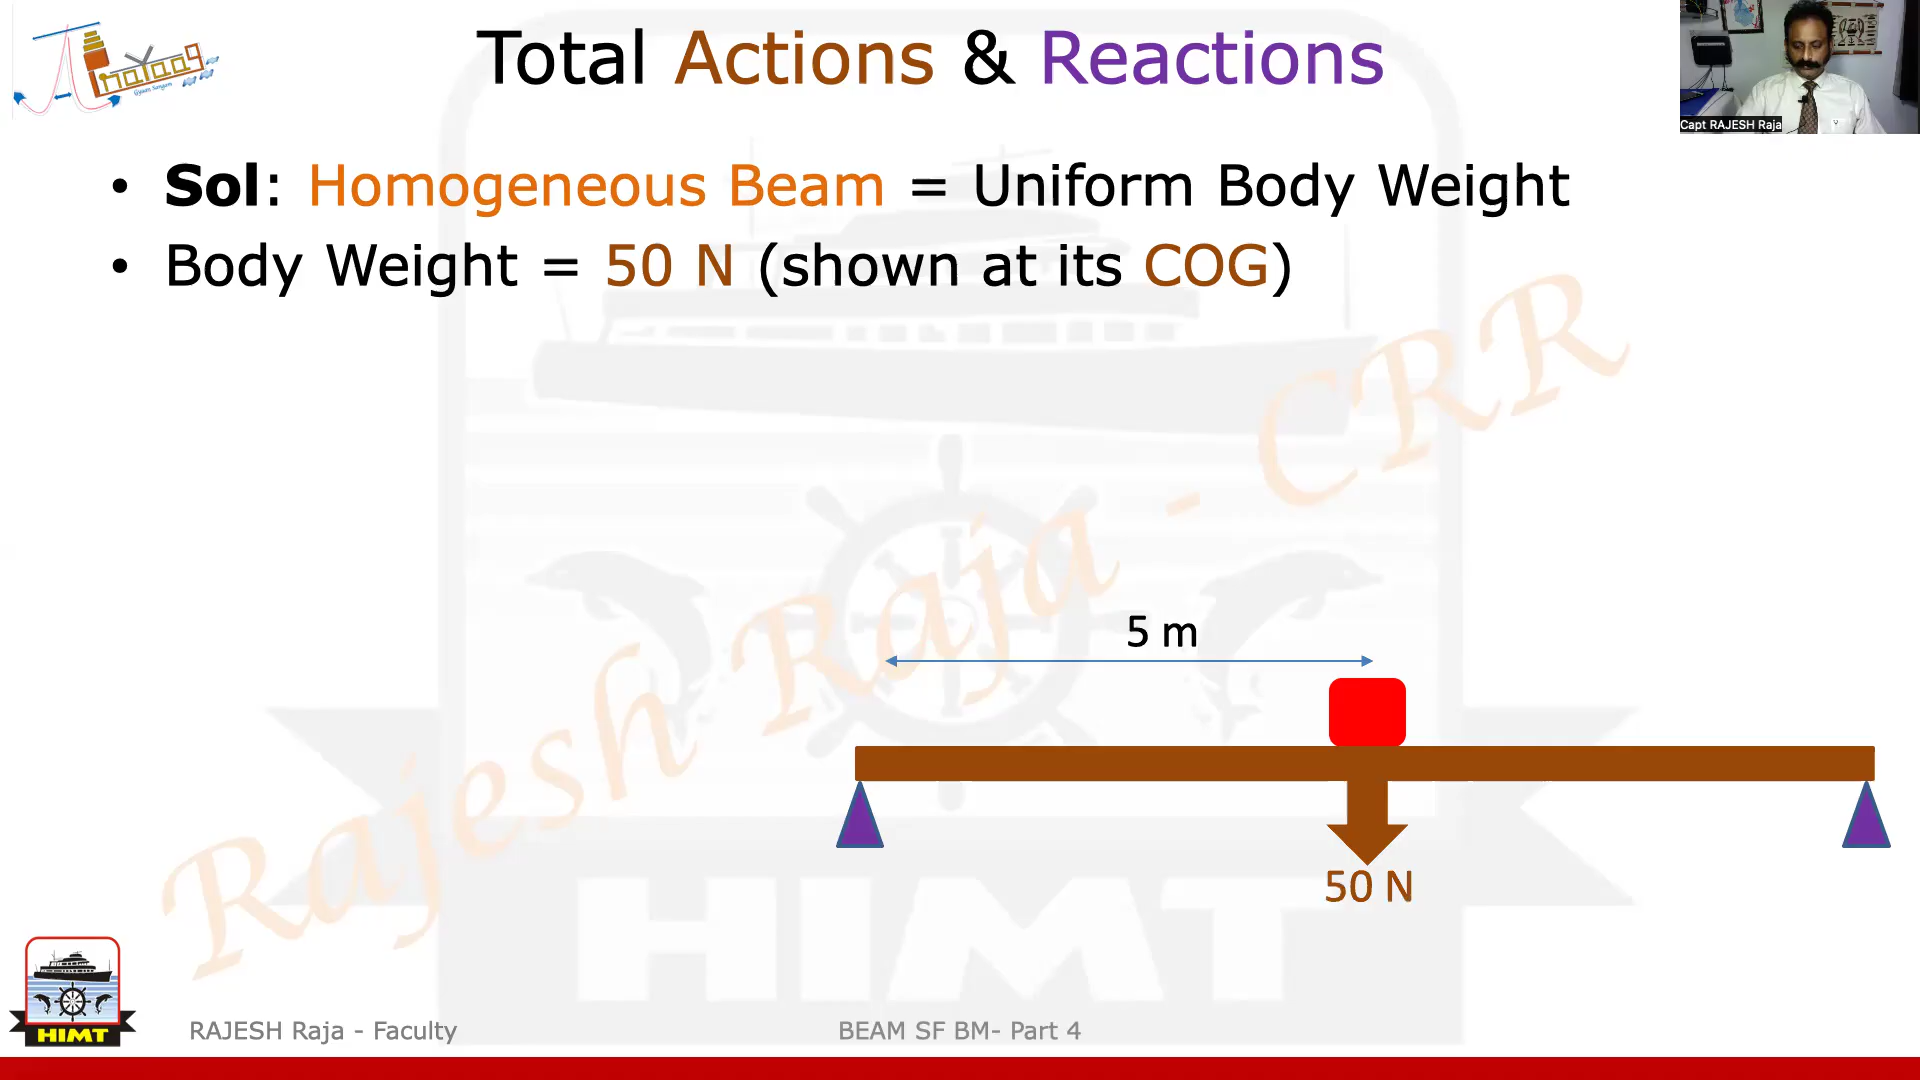 Total Actions & Reactions
Capt RAJESH Raja
• Sol: Homogeneous Beam = Uniform Body Weight
• Body Weight = 50 N (shown at its COG)
Rajesh Raja - CRR
5 m
50 N
HIMT
HIMT
RAJESH Raja - Faculty
BEAM SF BM- Part 4